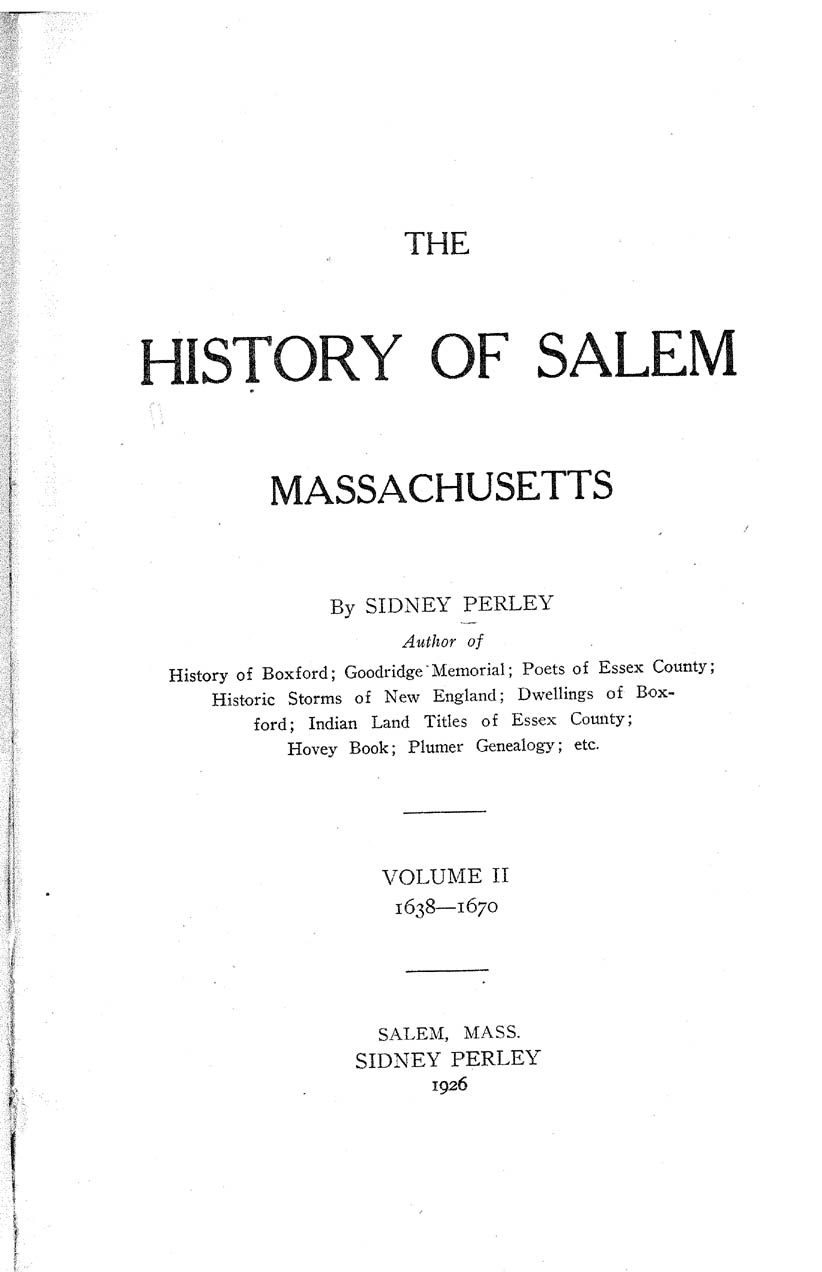 THE
HISTORY OF SALEM
MASSACHUSETTS
By SIDNEY PERLEY
Author of
History of Boxford; Goodridge Memorial; Poets of Essex County;
Historic Storms of New England; Dwellings of Box-
ford; Indian Land Titles of Essex County;
Hovey Book; Plumer Genealogy; etc.
VOLUME II
1638—1670
SALEM, MASS.
SIDNEY PERLEY
1926